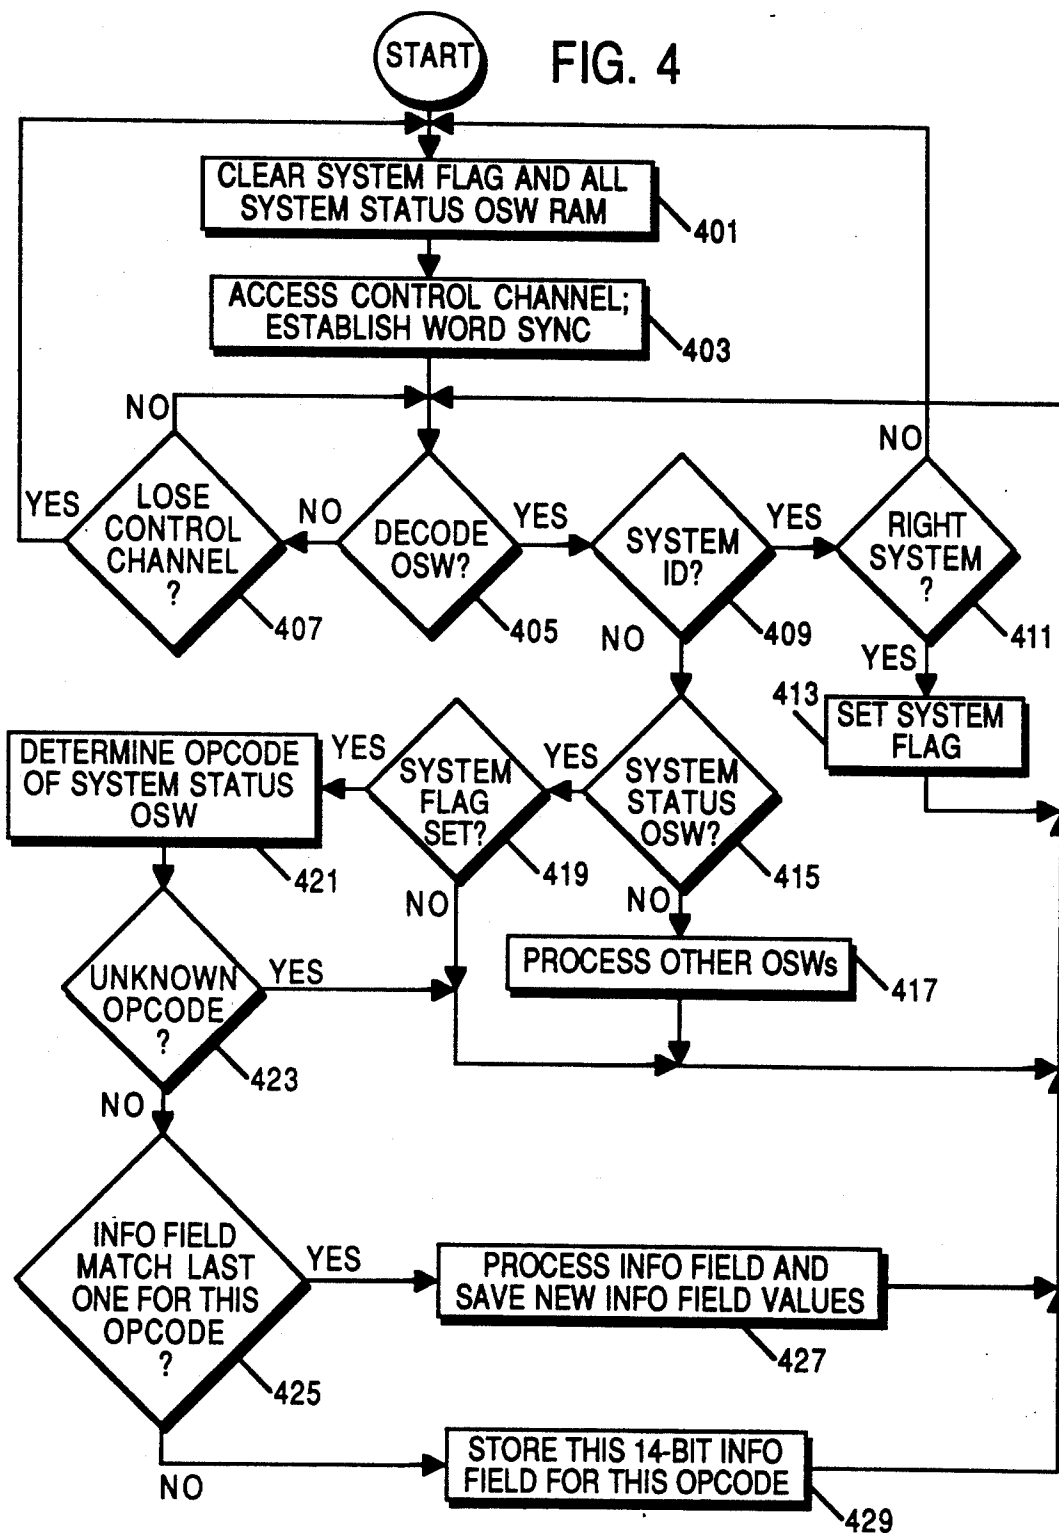 START
FIG. 4
CLEAR SYSTEM FLAG AND ALL
SYSTEM STATUS OSW RAM
401
ACCESS CONTROL CHANNEL;
ESTABLISH WORD SYNC
403
NO
NO
YES
LOSE
CONTROL
CHANNEL
?
407
NO
DECODE
OSW?
405
YES
SYSTEM
ID?
409
YES
RIGHT
SYSTEM
?
411
NO
YES
413
SET SYSTEM
FLAG
DETERMINE OPCODE
OF SYSTEM STATUS
OSW
421
YES
SYSTEM
FLAG
SET?
419
YES
SYSTEM
STATUS
OSW?
415
NO
NO
PROCESS OTHER OSWs
417
UNKNOWN
OPCODE
?
423
YES
NO
INFO FIELD
MATCH LAST
ONE FOR THIS
OPCODE
?
425
YES
PROCESS INFO FIELD AND
SAVE NEW INFO FIELD VALUES
427
NO
STORE THIS 14-BIT INFO
FIELD FOR THIS OPCODE
429